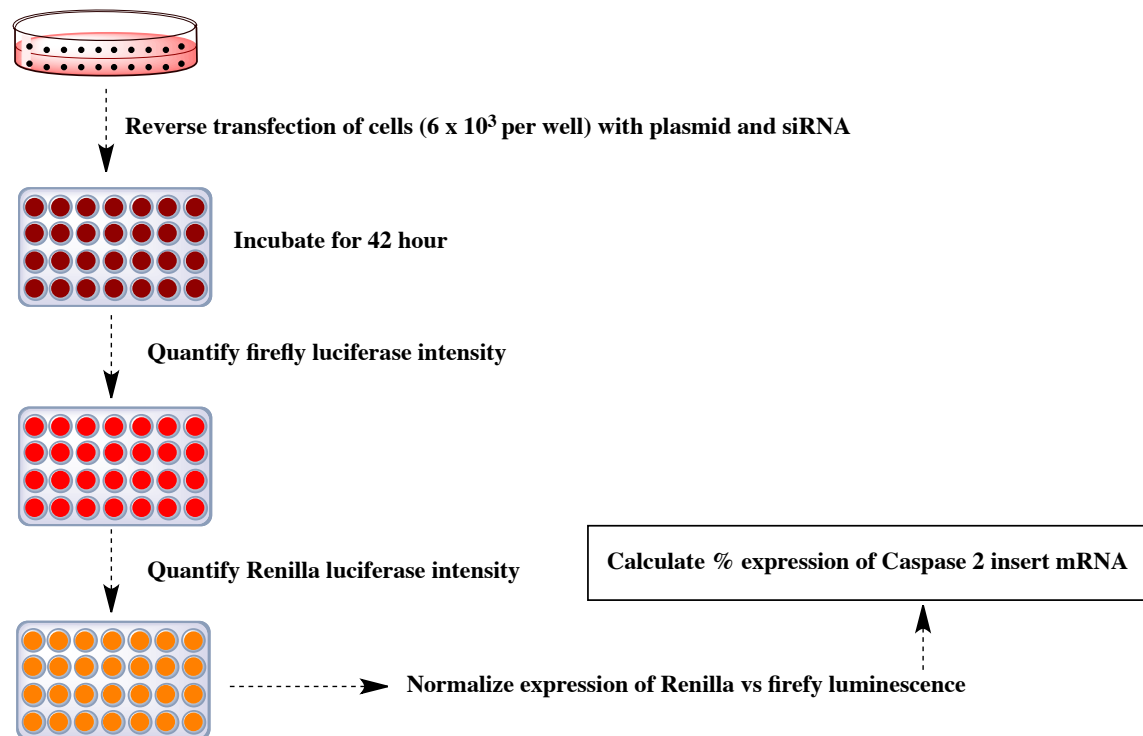 Reverse transfection of cells (6 x 10³ per well) with plasmid and siRNA
Incubate for 42 hour
Quantify firefly luciferase intensity
Quantify Renilla luciferase intensity
Calculate % expression of Caspase 2 insert mRNA
Normalize expression of Renilla vs firefy luminescence